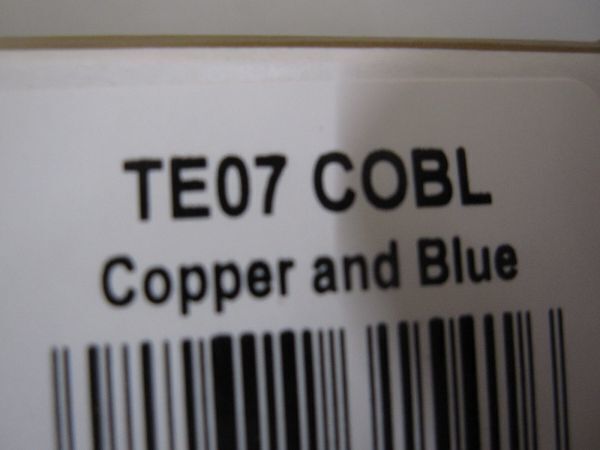 TE07 COBL
Copper and Blue